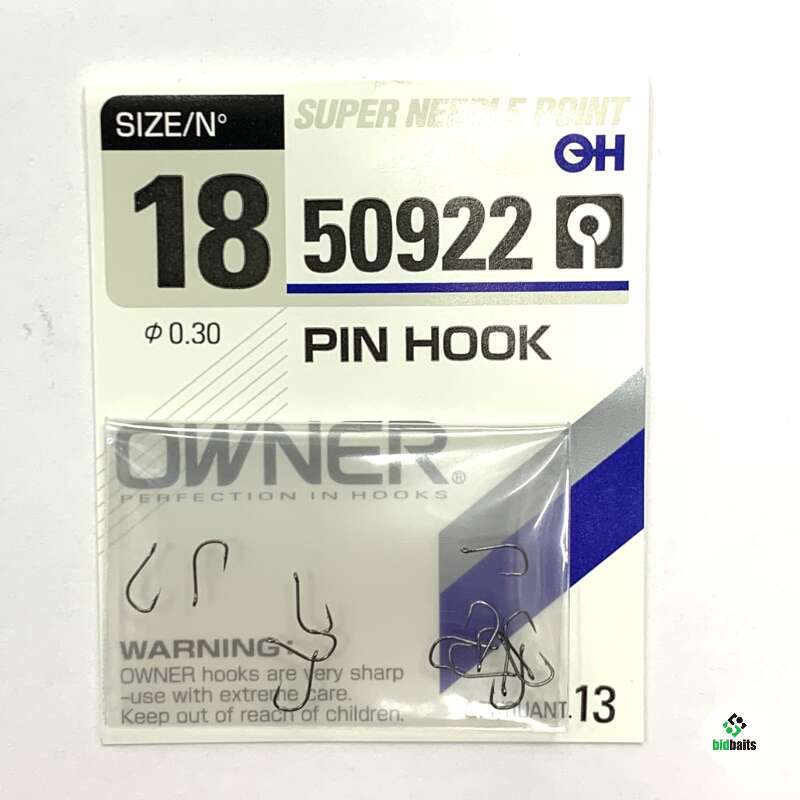 SIZE/N°
18
SUPER NEEDLE POINT
OH
50922
φ 0.30
PIN HOOK
OWNER®
PERFECTION IN HOOKS
WARNING:
OWNER hooks are very sharp
-use with extreme care.
Keep out of reach of children.
QUANT. 13
bidbaits